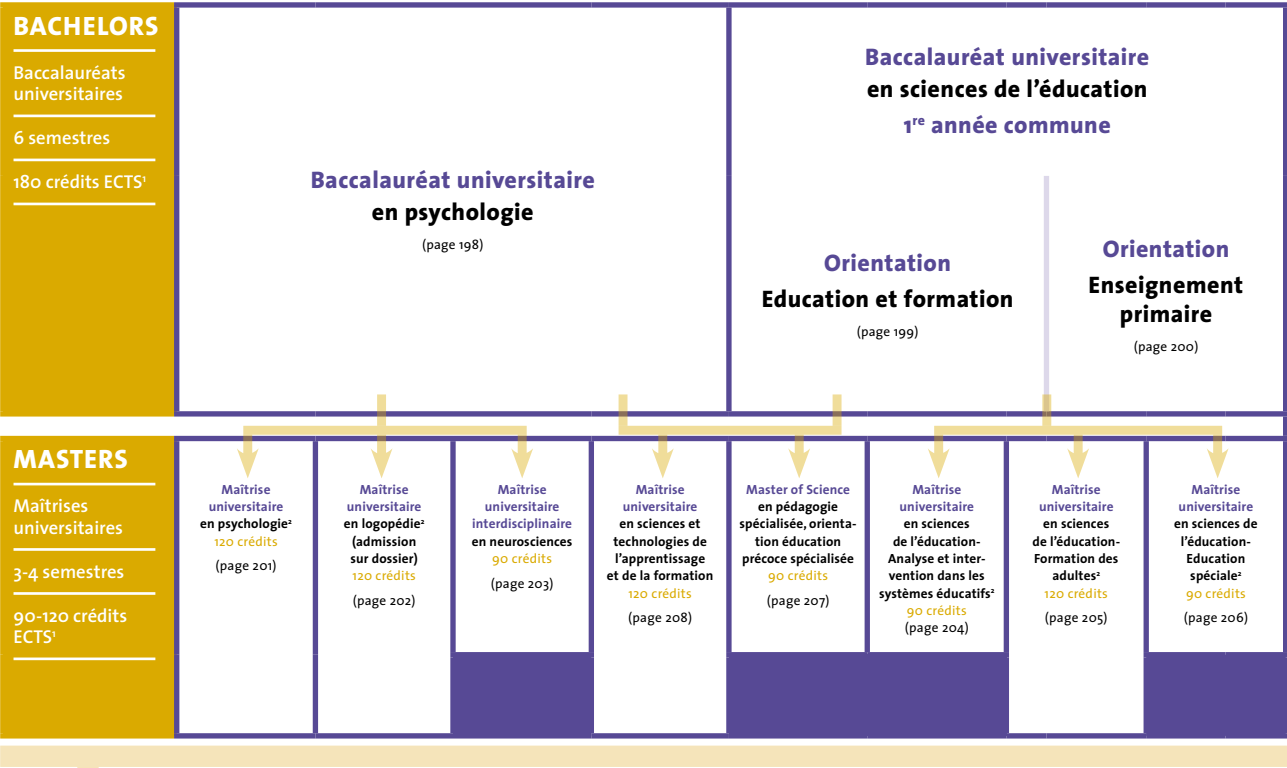 BACHELORS
Baccalauréats
universitaires
6 semestres
180 crédits ECTS¹
Baccalauréat universitaire
en psychologie
(page 198)
Baccalauréat universitaire
en sciences de l'éducation
1re année commune
Orientation
Education et formation
(page 199)
Orientation
Enseignement
primaire
(page 200)
MASTERS
Maîtrises
universitaires
3-4 semestres
90-120 crédits
ECTS¹
Maîtrise
universitaire
en psychologie²
120 crédits
(page 201)
Maîtrise
universitaire
en logopédie²
(admission
sur dossier)
120 crédits
(page 202)
Maîtrise
universitaire
interdisciplinaire
en neurosciences
90 crédits
(page 203)
Maîtrise
universitaire
en sciences et
technologies de
l'apprentissage
et de la formation
120 crédits
(page 208)
Master of Science
en pédagogie
spécialisée, orienta-
tion éducation
précoce spécialisée
90 crédits
(page 207)
Maîtrise
universitaire
en sciences
de l'éducation-
Analyse et inter-
vention dans les
systèmes éducatifs²
90 crédits
(page 204)
Maîtrise
universitaire
en sciences
de l'éducation-
Formation des
adultes²
120 crédits
(page 205)
Maîtrise
universitaire
en sciences de
l'éducation-
Education
spéciale²
90 crédits
(page 206)